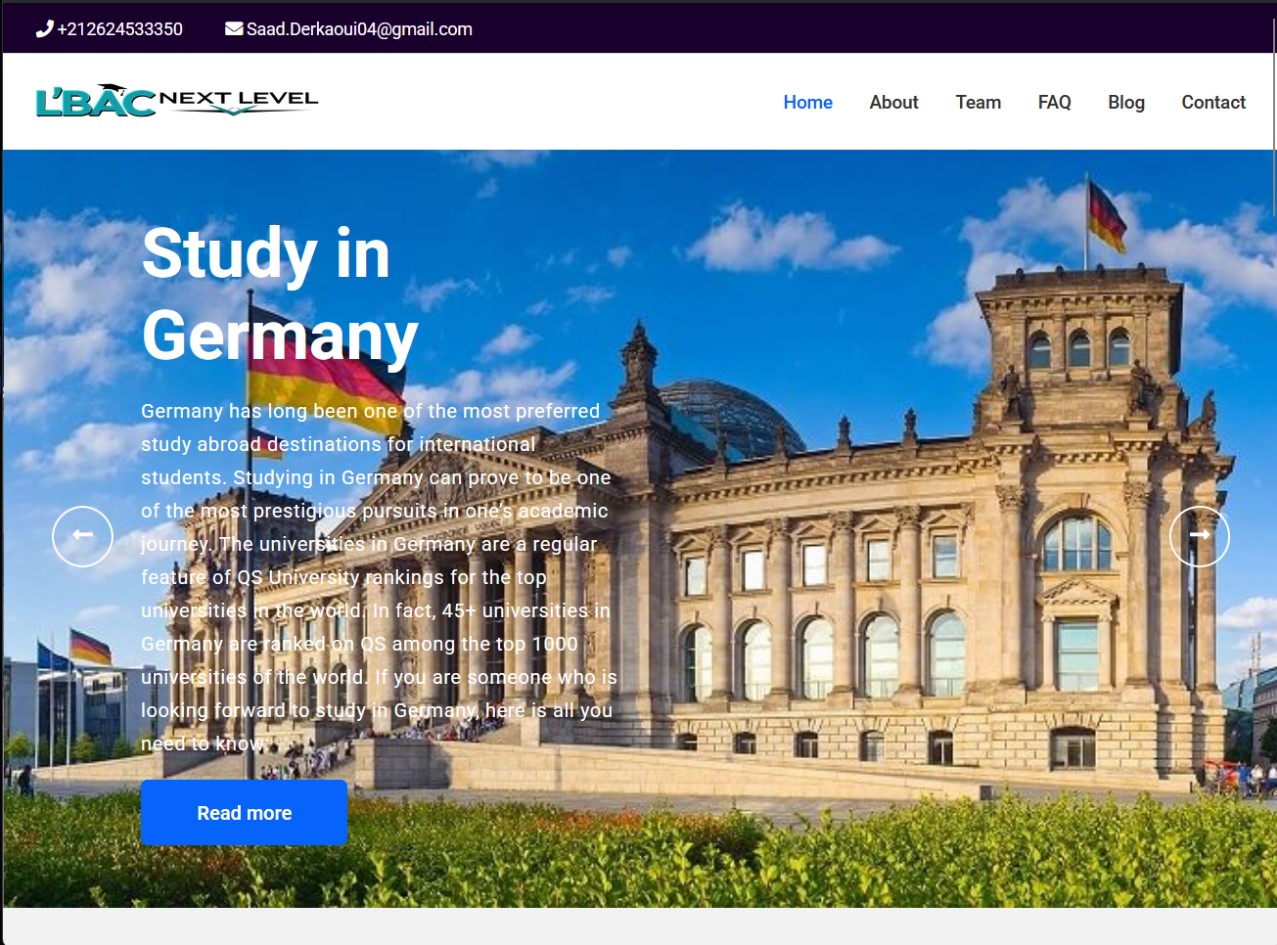 +212624533350 Saad.Derkaoui04@gmail.com
L'BAC NEXT LEVEL
Home About Team FAQ Blog Contact
Study in
Germany
Germany has long been one of the most preferred
study abroad destinations for international
students. Studying in Germany can prove to be one
of the most prestigious pursuits in one's academic
journey. The universities in Germany are a regular
feature of QS University rankings for the top
universities in the world. In fact, 45+ universities in
Germany are ranked on QS among the top 1000
universities of the world. If you are someone who is
looking forward to study in Germany, here is all you
need to know.
Read more